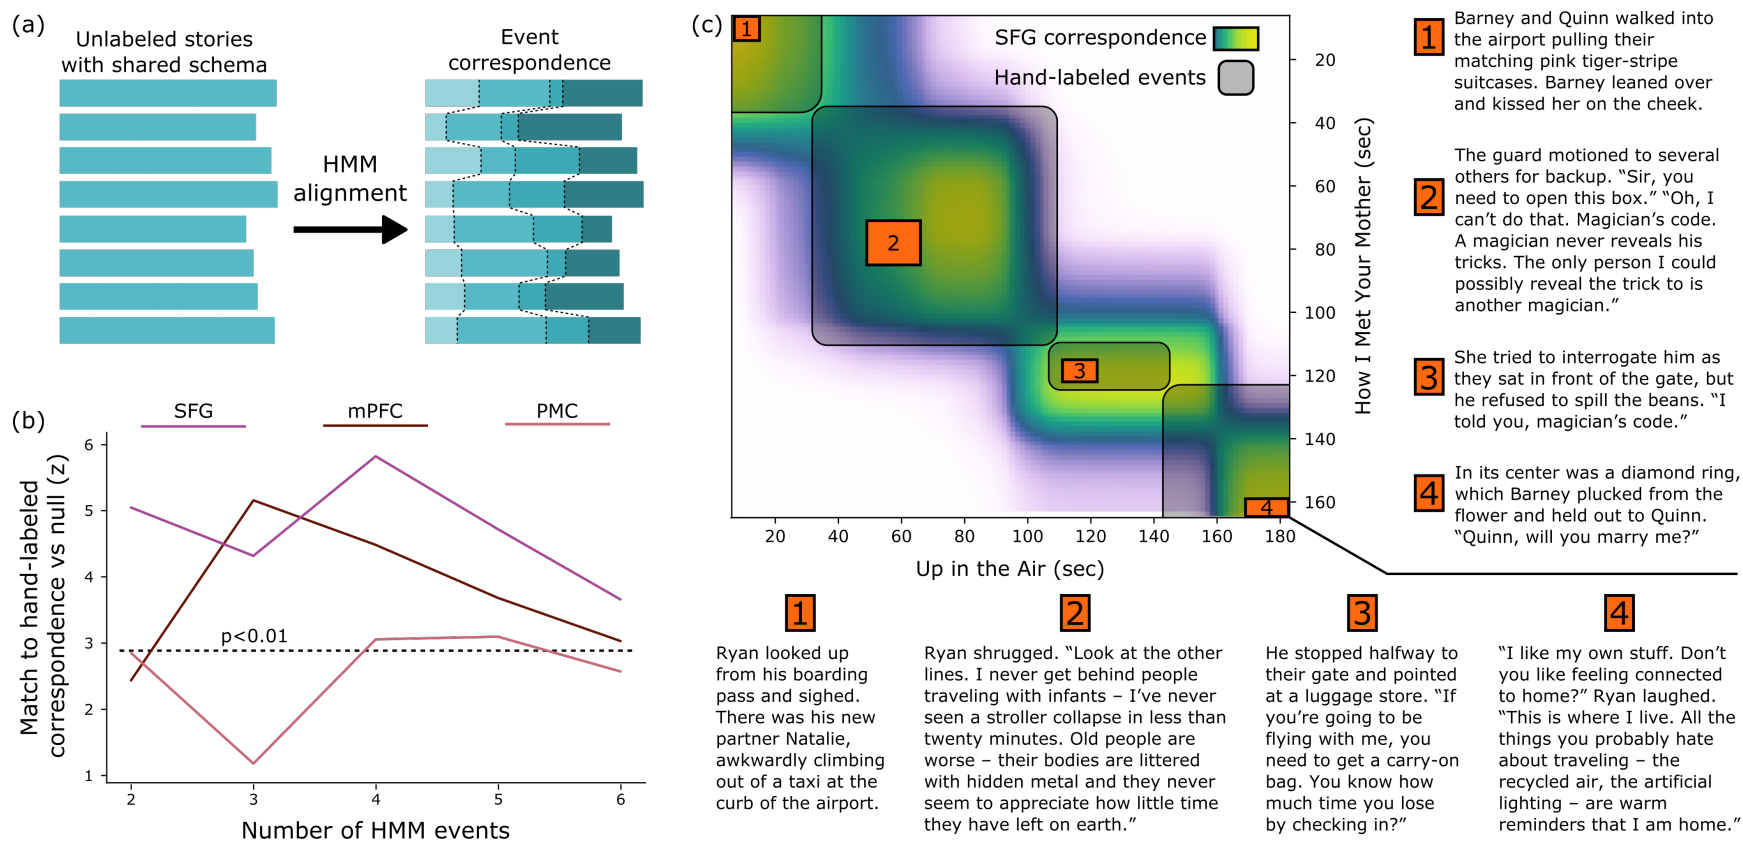 (a)
Unlabeled stories
with shared schema
HMM
alignment
Event
correspondence
(b)
SFG
mPFC
PMC
Match to hand-labeled
correspondence vs null (z)
6
5
4
3
2
1
p<0.01
2
3
4
5
6
Number of HMM events
(c)
SFG correspondence
Hand-labeled events
1
2
3
4
20
40
60
80
100
120
140
160
How I Met Your Mother (sec)
20
40
60
80
100
120
140
160
180
Up in the Air (sec)
1
Barney and Quinn walked into
the airport pulling their
matching pink tiger-stripe
suitcases. Barney leaned over
and kissed her on the cheek.
2
The guard motioned to several
others for backup. “Sir, you
need to open this box.” “Oh, I
can’t do that. Magician’s code.
A magician never reveals his
tricks. The only person I could
possibly reveal the trick to is
another magician.”
3
She tried to interrogate him as
they sat in front of the gate, but
he refused to spill the beans. “I
told you, magician’s code.”
4
In its center was a diamond ring,
which Barney plucked from the
flower and held out to Quinn.
“Quinn, will you marry me?”
1
Ryan looked up
from his boarding
pass and sighed.
There was his new
partner Natalie,
awkwardly climbing
out of a taxi at the
curb of the airport.
2
Ryan shrugged. “Look at the other
lines. I never get behind people
traveling with infants – I’ve never
seen a stroller collapse in less than
twenty minutes. Old people are
worse – their bodies are littered
with hidden metal and they never
seem to appreciate how little time
they have left on earth.”
3
He stopped halfway to
their gate and pointed
at a luggage store. “If
you’re going to be
flying with me, you
need to get a carry-on
bag. You know how
much time you lose
by checking in?”
4
“I like my own stuff. Don’t
you like feeling connected
to home?” Ryan laughed.
“This is where I live. All the
things you probably hate
about traveling – the
recycled air, the artificial
lighting – are warm
reminders that I am home.”